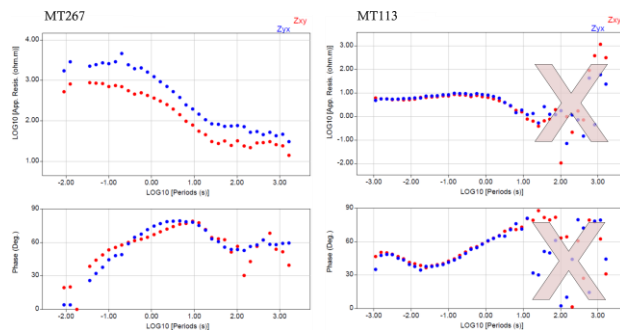 MT267
Zxy
Zyx
LOG10 [App. Resis. (ohm.m)]
4.00
3.00
2.00
1.00
-2.00 -1.00 0.00 1.00 2.00 3.00
LOG10 [Periods (s)]
Phase (Deg.)
90
60
30
0
-2.00 -1.00 0.00 1.00 2.00 3.00
LOG10 [Periods (s)]
MT113
Zxy
Zyx
LOG10 [App. Resis. (ohm.m)]
3.00
2.00
1.00
0.00
-1.00
-2.00
-3.00 -2.00 -1.00 0.00 1.00 2.00 3.00
LOG10 [Periods (s)]
Phase (Deg.)
90
60
30
0
-3.00 -2.00 -1.00 0.00 1.00 2.00 3.00
LOG10 [Periods (s)]